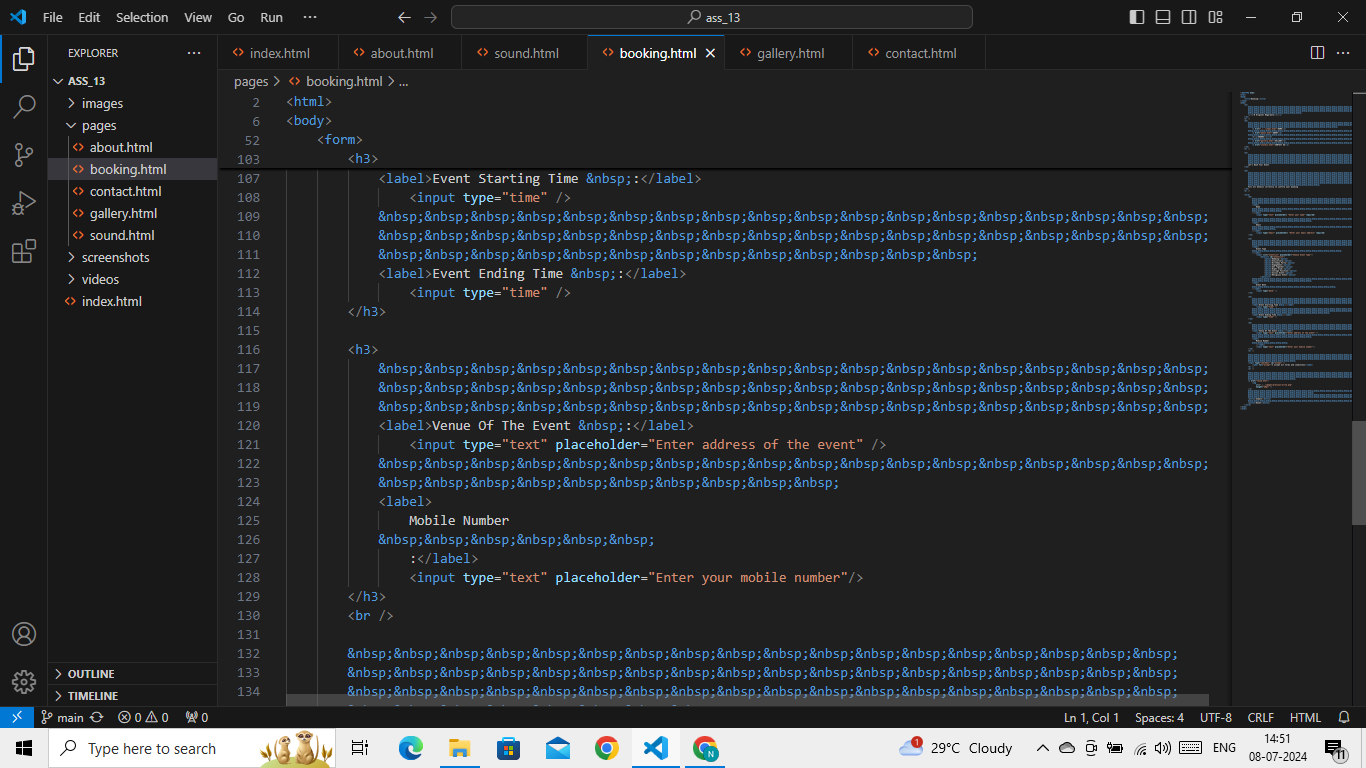 File Edit Selection View Go Run ··· ass_13
EXPLORER ···
ASS_13
images
pages
about.html
booking.html
contact.html
gallery.html
sound.html
screenshots
videos
index.html
OUTLINE
TIMELINE
index.html about.html sound.html booking.html gallery.html contact.html
pages > booking.html > ...
2 <html>
6 <body>
52 <form>
103 <h3>
107 <label>Event Starting Time &nbsp;:</label>
108 <input type="time" />
109 &nbsp;&nbsp;&nbsp;&nbsp;&nbsp;&nbsp;&nbsp;&nbsp;&nbsp;&nbsp;&nbsp;&nbsp;&nbsp;&nbsp;&nbsp;&nbsp;&nbsp;&nbsp;
110 &nbsp;&nbsp;&nbsp;&nbsp;&nbsp;&nbsp;&nbsp;&nbsp;&nbsp;&nbsp;&nbsp;&nbsp;&nbsp;&nbsp;&nbsp;&nbsp;&nbsp;&nbsp;
111 &nbsp;&nbsp;&nbsp;&nbsp;&nbsp;&nbsp;&nbsp;&nbsp;&nbsp;&nbsp;&nbsp;&nbsp;&nbsp;
112 <label>Event Ending Time &nbsp;:</label>
113 <input type="time" />
114 </h3>
115
116 <h3>
117 &nbsp;&nbsp;&nbsp;&nbsp;&nbsp;&nbsp;&nbsp;&nbsp;&nbsp;&nbsp;&nbsp;&nbsp;&nbsp;&nbsp;&nbsp;&nbsp;&nbsp;&nbsp;
118 &nbsp;&nbsp;&nbsp;&nbsp;&nbsp;&nbsp;&nbsp;&nbsp;&nbsp;&nbsp;&nbsp;&nbsp;&nbsp;&nbsp;&nbsp;&nbsp;&nbsp;&nbsp;
119 &nbsp;&nbsp;&nbsp;&nbsp;&nbsp;&nbsp;&nbsp;&nbsp;&nbsp;&nbsp;&nbsp;&nbsp;&nbsp;&nbsp;&nbsp;&nbsp;&nbsp;&nbsp;
120 <label>Venue Of The Event &nbsp;:</label>
121 <input type="text" placeholder="Enter address of the event" />
122 &nbsp;&nbsp;&nbsp;&nbsp;&nbsp;&nbsp;&nbsp;&nbsp;&nbsp;&nbsp;&nbsp;&nbsp;&nbsp;&nbsp;&nbsp;&nbsp;&nbsp;&nbsp;
123 &nbsp;&nbsp;&nbsp;&nbsp;&nbsp;&nbsp;&nbsp;&nbsp;&nbsp;&nbsp;
124 <label>
125 Mobile Number
126 &nbsp;&nbsp;&nbsp;&nbsp;&nbsp;&nbsp;
127 :</label>
128 <input type="text" placeholder="Enter your mobile number"/>
129 </h3>
130 <br />
131
132 &nbsp;&nbsp;&nbsp;&nbsp;&nbsp;&nbsp;&nbsp;&nbsp;&nbsp;&nbsp;&nbsp;&nbsp;&nbsp;&nbsp;&nbsp;&nbsp;&nbsp;&nbsp;
133 &nbsp;&nbsp;&nbsp;&nbsp;&nbsp;&nbsp;&nbsp;&nbsp;&nbsp;&nbsp;&nbsp;&nbsp;&nbsp;&nbsp;&nbsp;&nbsp;&nbsp;&nbsp;
134 &nbsp;&nbsp;&nbsp;&nbsp;&nbsp;&nbsp;&nbsp;&nbsp;&nbsp;&nbsp;&nbsp;&nbsp;&nbsp;&nbsp;&nbsp;&nbsp;&nbsp;&nbsp;
main 0 0 0 Ln 1, Col 1 Spaces: 4 UTF-8 CRLF HTML
Type here to search N 1 29°C Cloudy ENG 14:51
08-07-2024 11